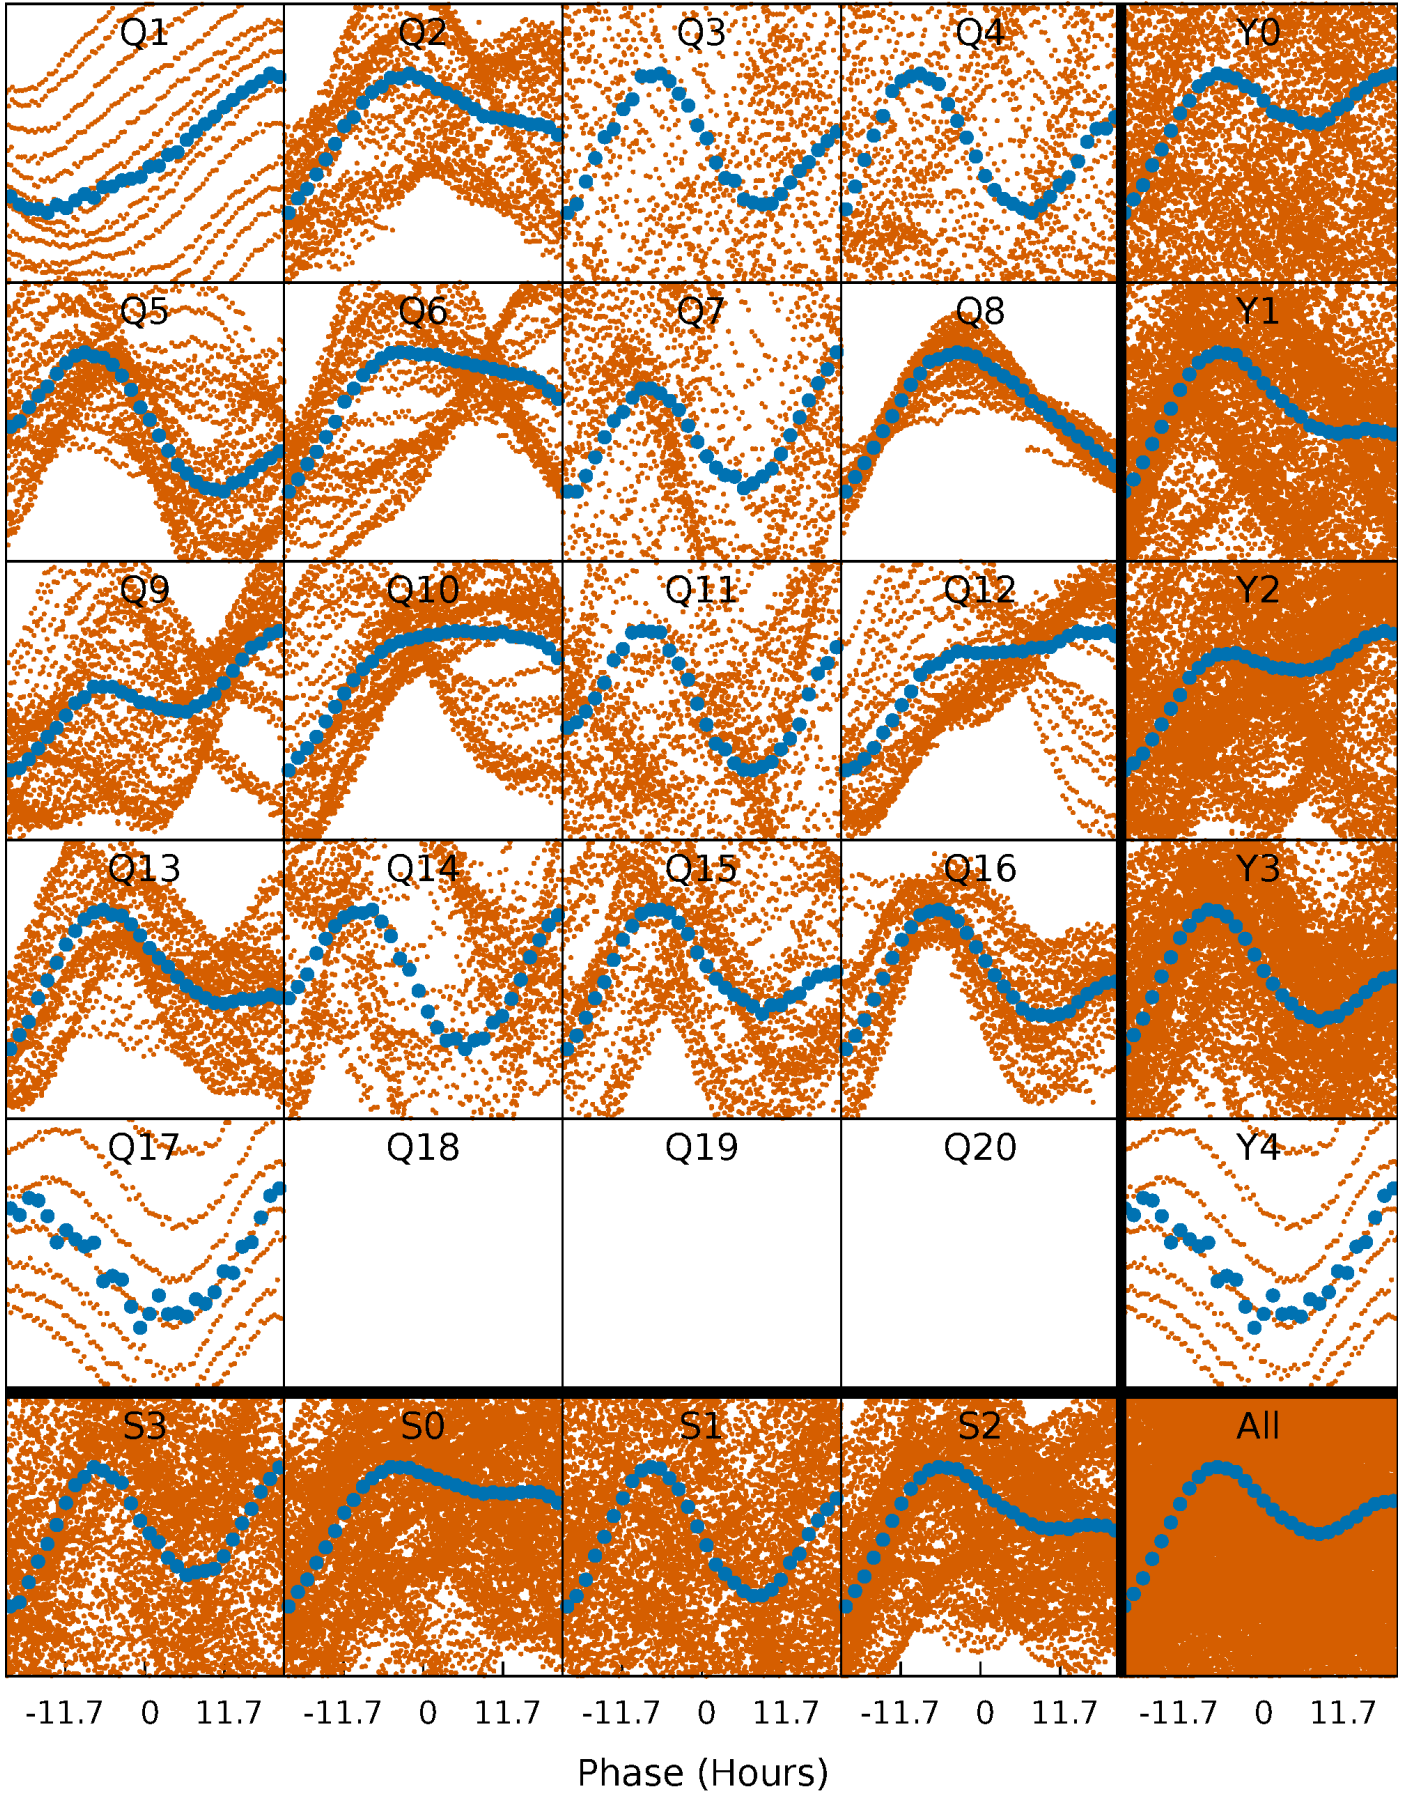 Q1 Q2 Q3 Q4 Y0
Q5 Q6 Q7 Q8 Y1
Q9 Q10 Q11 Q12 Y2
Q13 Q14 Q15 Q16 Y3
Q17 Q18 Q19 Q20 Y4
S3 S0 S1 S2 All
-11.7 0 11.7 -11.7 0 11.7 -11.7 0 11.7 -11.7 0 11.7 -11.7 0 11.7
Phase (Hours)